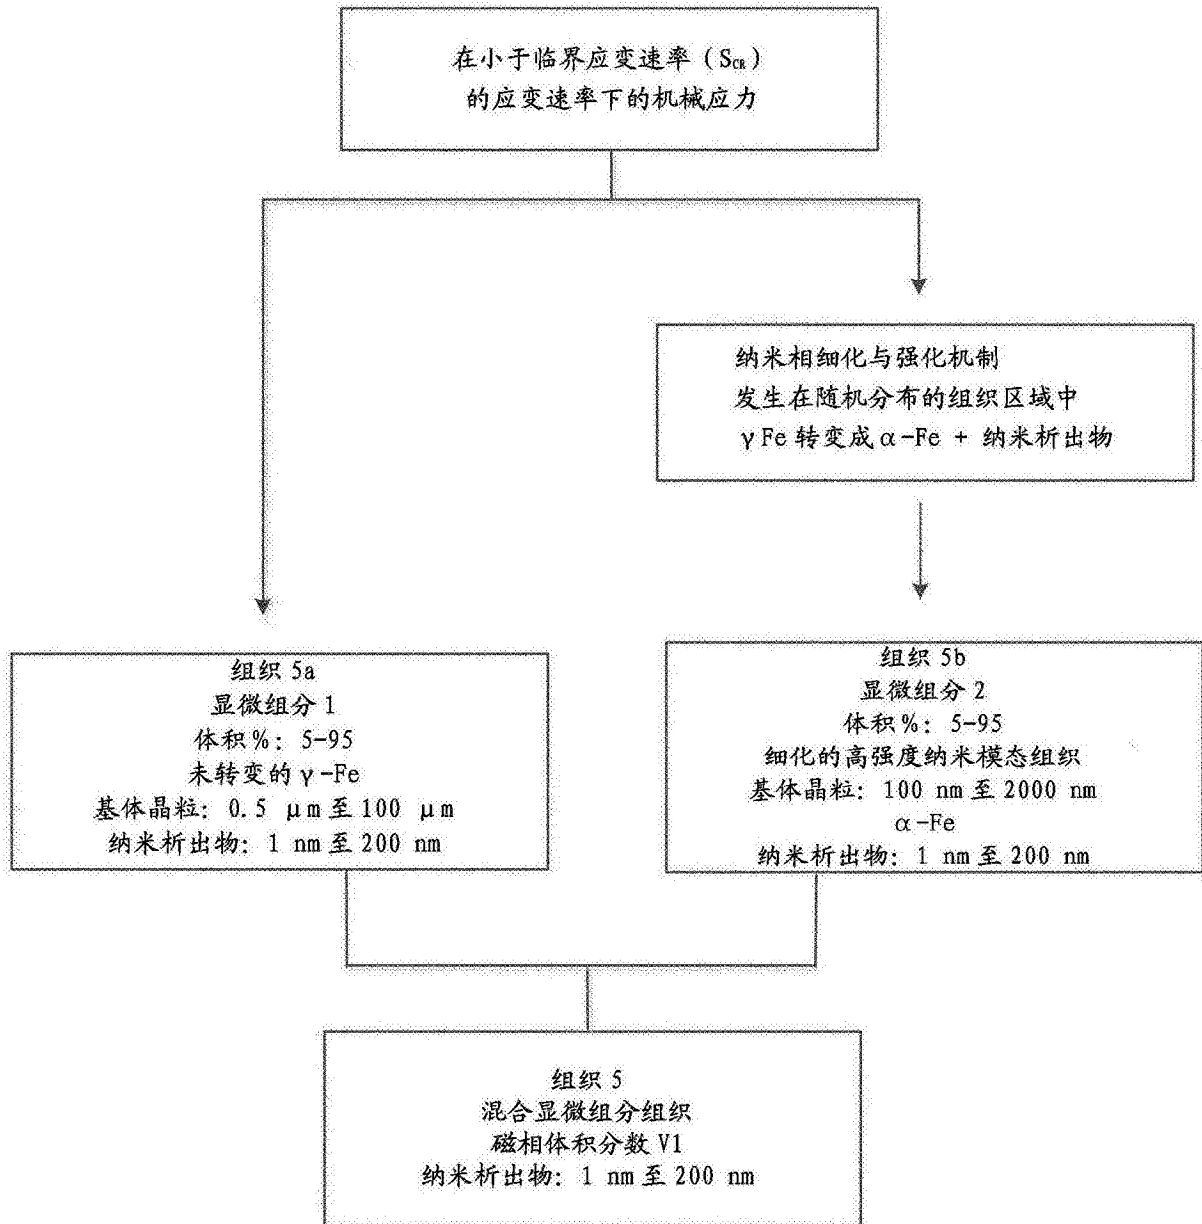 在小于临界应变速率（SCR）
的应变速率下的机械应力
纳米相细化与强化机制
发生在随机分布的组织区域中
γFe转变成α-Fe + 纳米析出物
组织 5a
显微组分 1
体积%: 5-95
未转变的γ-Fe
基体晶粒: 0.5 μm至100 μm
纳米析出物: 1 nm至200 nm
组织 5b
显微组分 2
体积%: 5-95
细化的高强度纳米模态组织
基体晶粒: 100 nm至2000 nm
α-Fe
纳米析出物: 1 nm至200 nm
组织 5
混合显微组分组织
磁相体积分数 V1
纳米析出物: 1 nm至200 nm